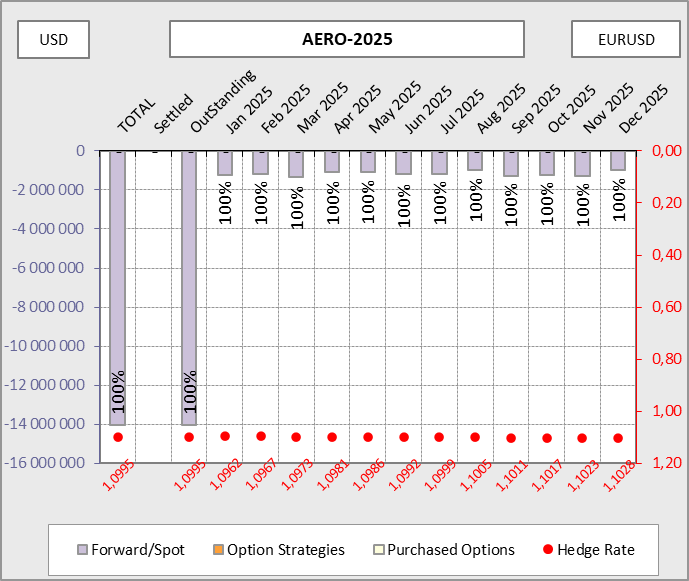 USD
AERO-2025
EURUSD
TOTAL
Settled
OutStanding
Jan 2025
Feb 2025
Mar 2025
Apr 2025
May 2025
Jun 2025
Jul 2025
Aug 2025
Sep 2025
Oct 2025
Nov 2025
Dec 2025
0
-2 000 000
-4 000 000
-6 000 000
-8 000 000
-10 000 000
-12 000 000
-14 000 000
-16 000 000
100%
100%
100%
100%
100%
100%
100%
100%
100%
100%
100%
100%
100%
100%
0,00
0,20
0,40
0,60
0,80
1,00
1,20
1,0995
1,0995
1,0962
1,0967
1,0973
1,0981
1,0986
1,0992
1,0999
1,1005
1,1011
1,1017
1,1023
1,1028
Forward/Spot
Option Strategies
Purchased Options
Hedge Rate